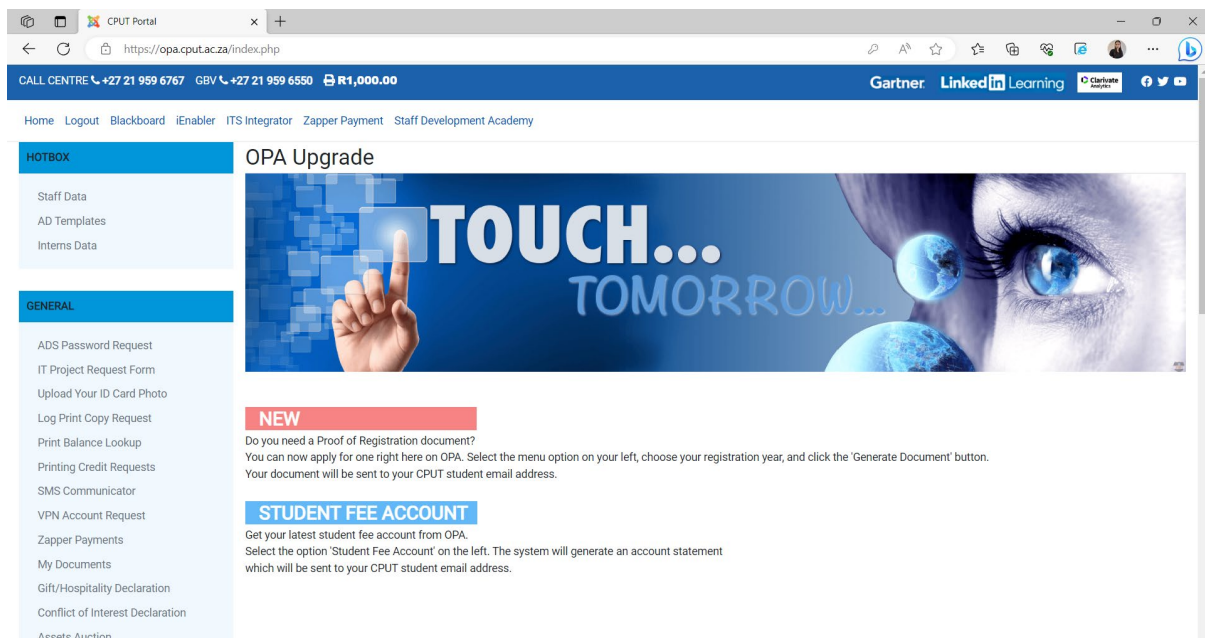 CPUT Portal
https://opa.cput.ac.za/index.php
CALL CENTRE +27 21 959 6767 GBV +27 21 959 6550 R1,000.00
Gartner. Linked in Learning Clarivate Analytics
Home Logout Blackboard iEnabler ITS Integrator Zapper Payment Staff Development Academy
HOTBOX
Staff Data
AD Templates
Interns Data
GENERAL
ADS Password Request
IT Project Request Form
Upload Your ID Card Photo
Log Print Copy Request
Print Balance Lookup
Printing Credit Requests
SMS Communicator
VPN Account Request
Zapper Payments
My Documents
Gift/Hospitality Declaration
Conflict of Interest Declaration
Assets Auction
OPA Upgrade
TOUCH...
TOMORROW...
NEW
Do you need a Proof of Registration document?
You can now apply for one right here on OPA. Select the menu option on your left, choose your registration year, and click the 'Generate Document' button.
Your document will be sent to your CPUT student email address.
STUDENT FEE ACCOUNT
Get your latest student fee account from OPA.
Select the option 'Student Fee Account' on the left. The system will generate an account statement
which will be sent to your CPUT student email address.